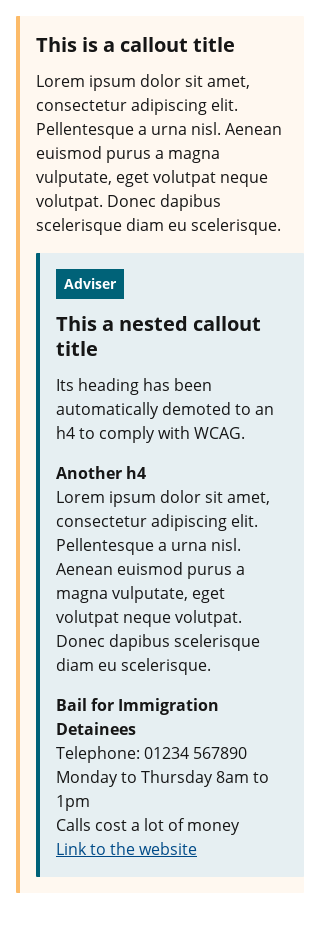 This is a callout title
Lorem ipsum dolor sit amet,
consectetur adipiscing elit.
Pellentesque a urna nisl. Aenean
euismod purus a magna
vulputate, eget volutpat neque
volutpat. Donec dapibus
scelerisque diam eu scelerisque.
Adviser
This a nested callout
title
Its heading has been
automatically demoted to an
h4 to comply with WCAG.
Another h4
Lorem ipsum dolor sit amet,
consectetur adipiscing elit.
Pellentesque a urna nisl.
Aenean euismod purus a
magna vulputate, eget
volutpat neque volutpat.
Donec dapibus scelerisque
diam eu scelerisque.
Bail for Immigration
Detainees
Telephone: 01234 567890
Monday to Thursday 8am to
1pm
Calls cost a lot of money
Link to the website